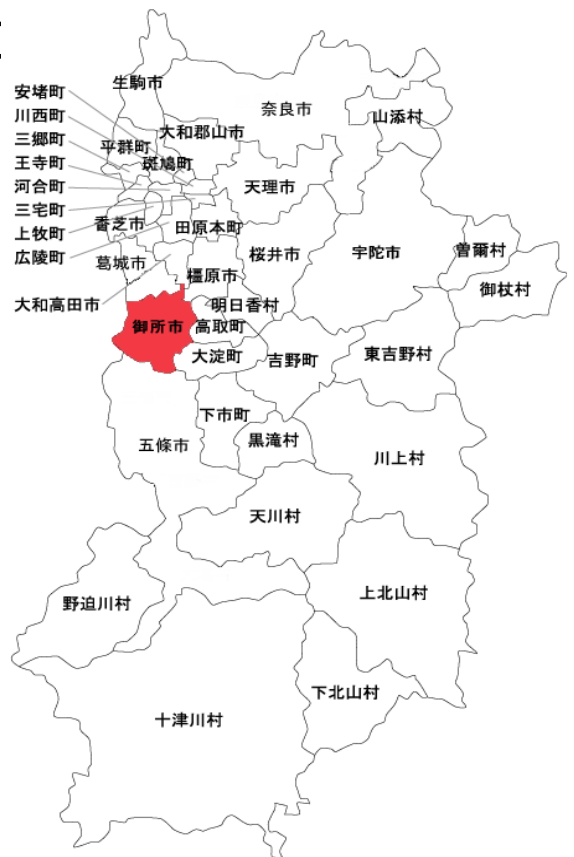 生駒市
安堵町
川西町
三郷町
王寺町
河合町
三宅町
上牧町
広陵町
大和高田市
奈良市
山添村
大和郡山市
平群町
斑鳩町
天理市
香芝市
田原本町
葛城市
桜井市
宇陀市
曽爾村
御杖村
橿原市
明日香村
御所市
高取町
大淀町
吉野町
東吉野村
下市町
黒滝村
五條市
川上村
天川村
野迫川村
上北山村
下北山村
十津川村